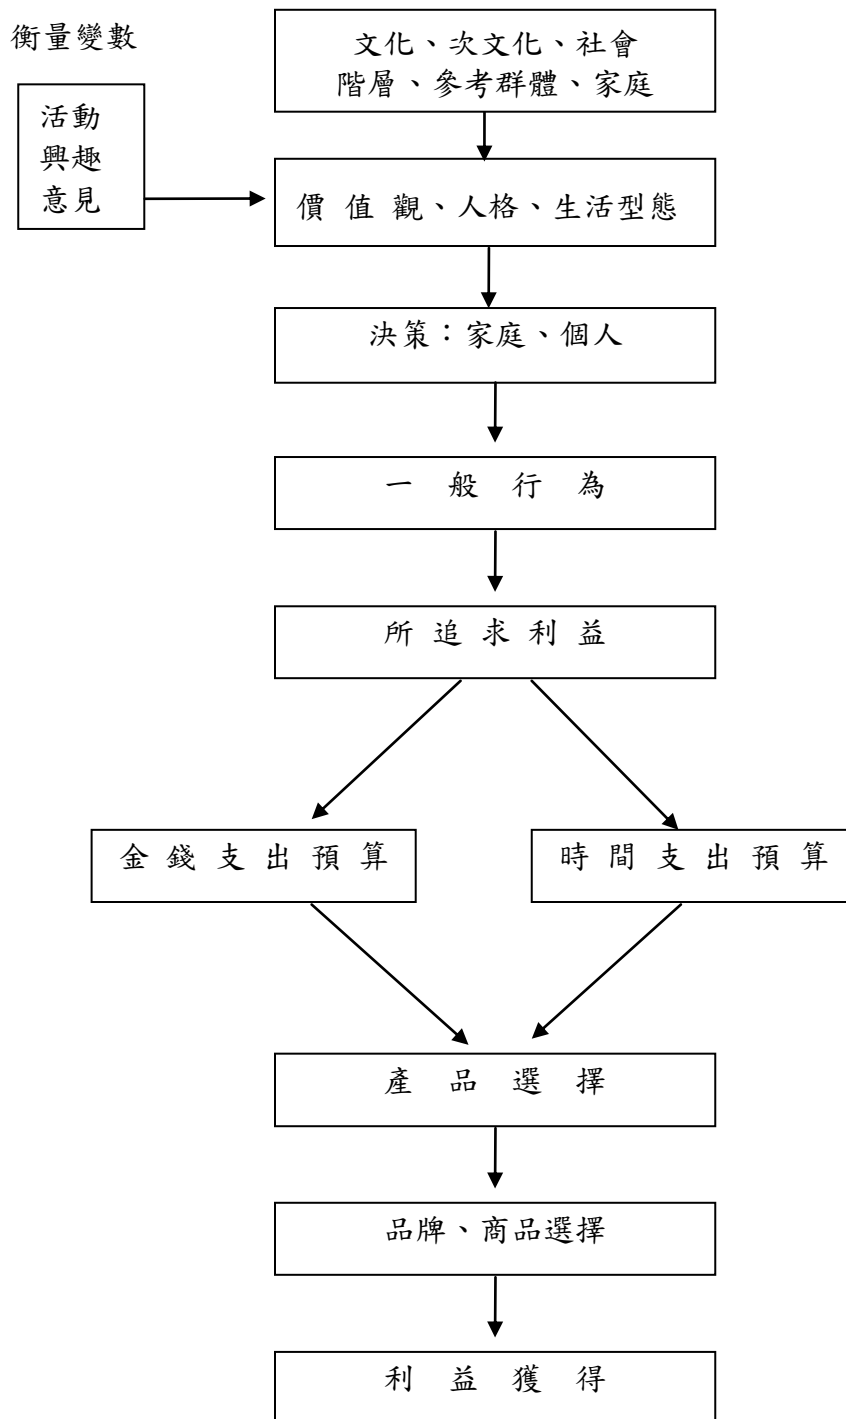 衡量變數
文化、次文化、社會
階層、參考群體、家庭
活動
興趣
意見
價值觀、人格、生活型態
決策：家庭、個人
一般行為
所追求利益
金錢支出預算
時間支出預算
產品選擇
品牌、商品選擇
利益獲得